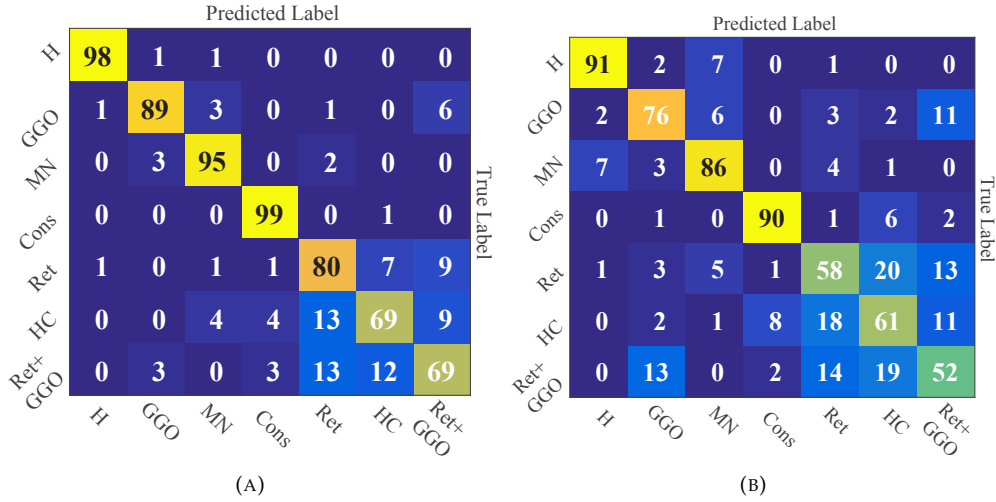 Predicted Label
H 98 1 1 0 0 0 0
GGO 1 89 3 0 1 0 6
MN 0 3 95 0 2 0 0
Cons 0 0 0 99 0 1 0
Ret 1 0 1 1 80 7 9
HC 0 0 4 4 13 69 9
Ret+
GGO 0 3 0 3 13 12 69
H GGO MN Cons Ret HC Ret+
GGO
True Label
(A)
Predicted Label
H 91 2 7 0 1 0 0
GGO 2 76 6 0 3 2 11
MN 7 3 86 0 4 1 0
Cons 0 1 0 90 1 6 2
Ret 1 3 5 1 58 20 13
HC 0 2 1 8 18 61 11
Ret+
GGO 0 13 0 2 14 19 52
H GGO MN Cons Ret HC Ret+
GGO
True Label
(B)